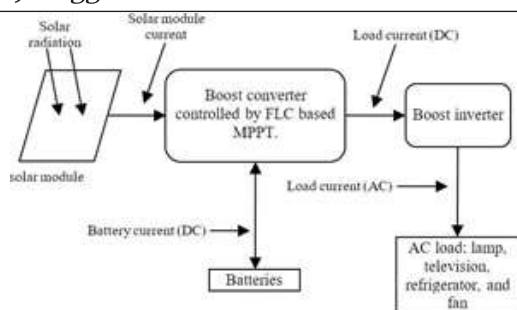 Solar
radiation
Solar module
current
Load current (DC)
Boost converter
controlled by FLC based
MPPT.
Boost inverter
solar module
Load current (AC)
Battery current (DC)
Batteries
AC load: lamp,
television,
refrigerator, and
fan